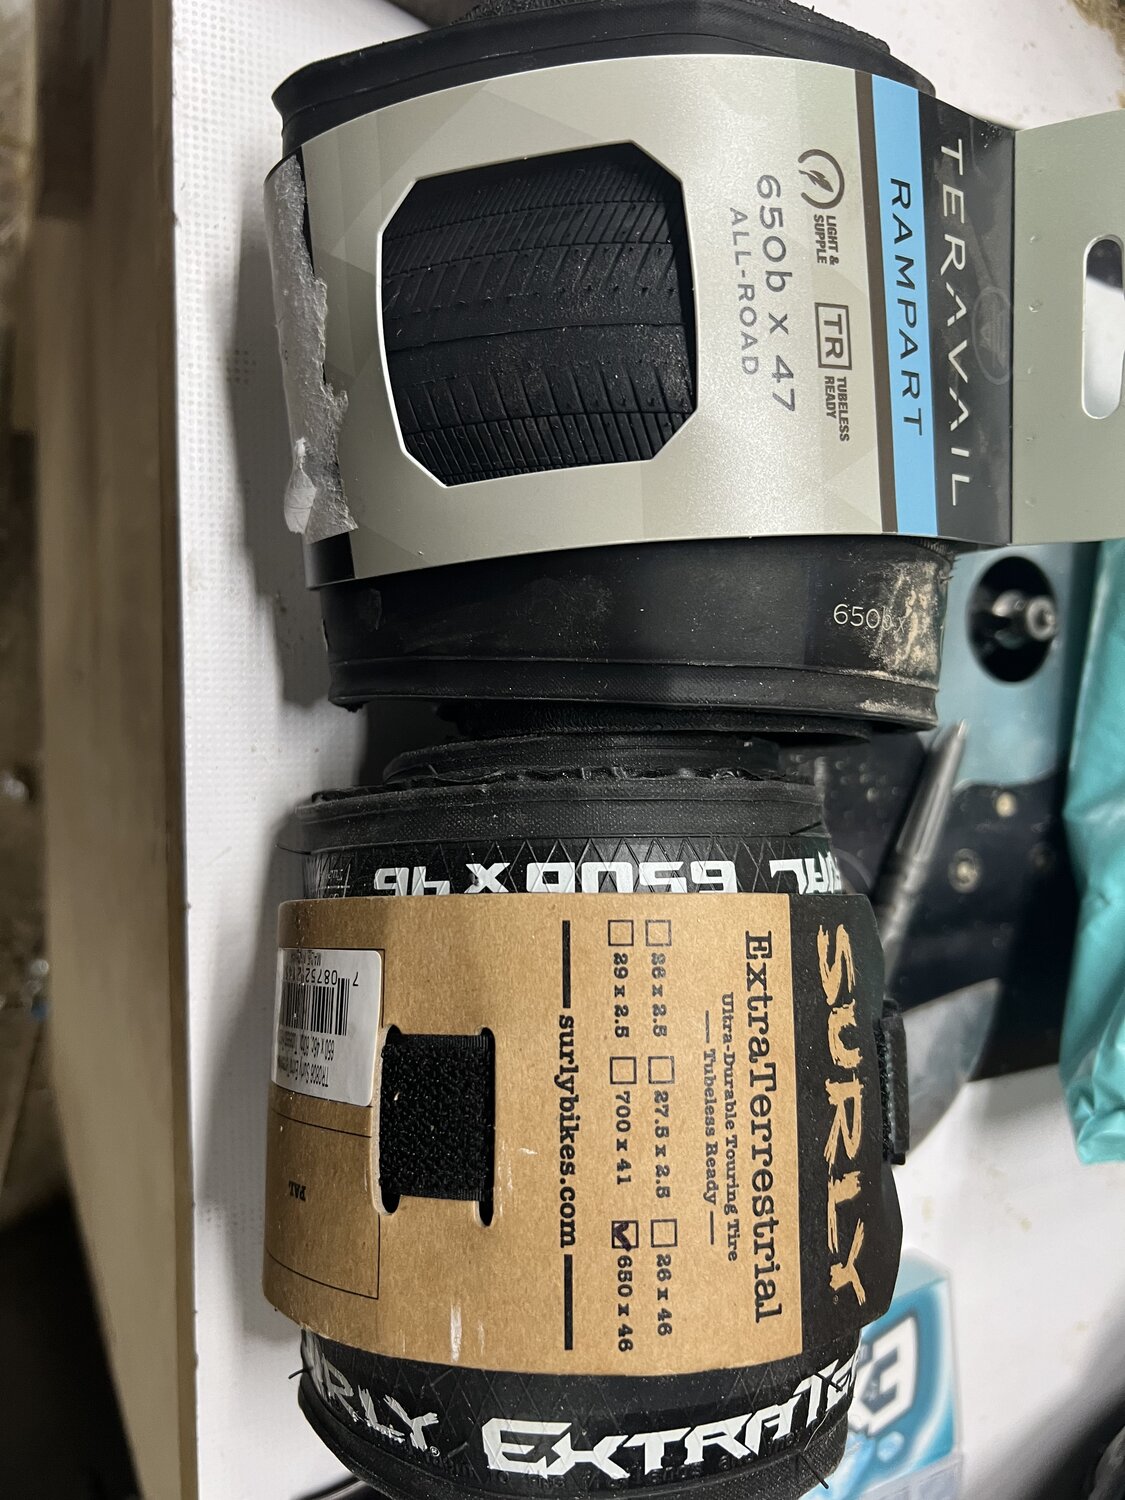 TERAVAIL
RAMPART
LIGHT &
SUPPLE
TR
TUBELESS
READY
650b x 47
ALL-ROAD
650b
650b x 46
SURLY
ExtraTerrestrial
Ultra-Durable Touring Tire
Tubeless Ready
26 x 2.5
27.5 x 2.5
26 x 46
29 x 2.5
700 x 41
650 x 46
surlybikes.com
PAL
EXTRATE